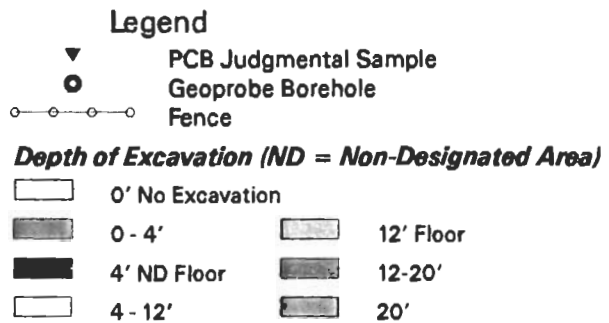 Legend
PCB Judgmental Sample
Geoprobe Borehole
Fence
Depth of Excavation (ND = Non-Designated Area)
0' No Excavation
0 - 4'
12' Floor
4' ND Floor
12-20'
4 - 12'
20'